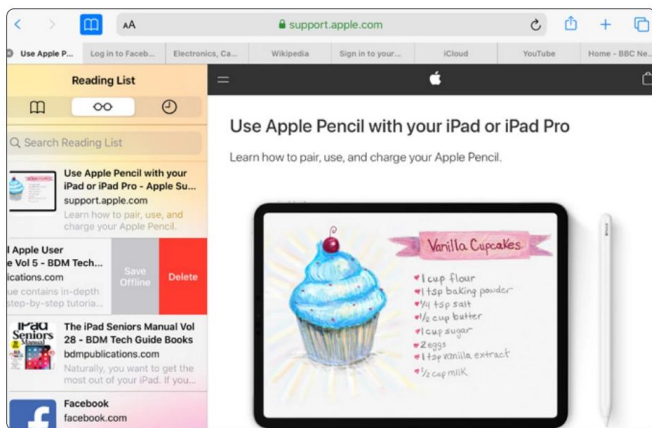 AA
support.apple.com
Use Apple P...
Log in to Faceb...
Electronics, Ca...
Wikipedia
Sign in to your...
iCloud
YouTube
Home – BBC Ne...
Reading List
Search Reading List
Use Apple Pencil with your
iPad or iPad Pro - Apple Su...
support.apple.com
Learn how to pair, use, and
charge your Apple Pencil.
l Apple User
e Vol 5 - BDM Tech...
ications.com
ue contains in-depth
step-by-step tutoria...
Save
Offline
Delete
iPad
Seniors
Manual
The iPad Seniors Manual Vol
28 - BDM Tech Guide Books
bdmpublications.com
Naturally, you want to get the
most out of your iPad. If you...
Facebook
facebook.com
Use Apple Pencil with your iPad or iPad Pro
Learn how to pair, use, and charge your Apple Pencil.
Vanilla Cupcakes
1 cup flour
1 tsp baking powder
1/4 tsp salt
1/2 cup butter
1 cup sugar
2 eggs
1 tsp vanilla extract
1/2 cup milk